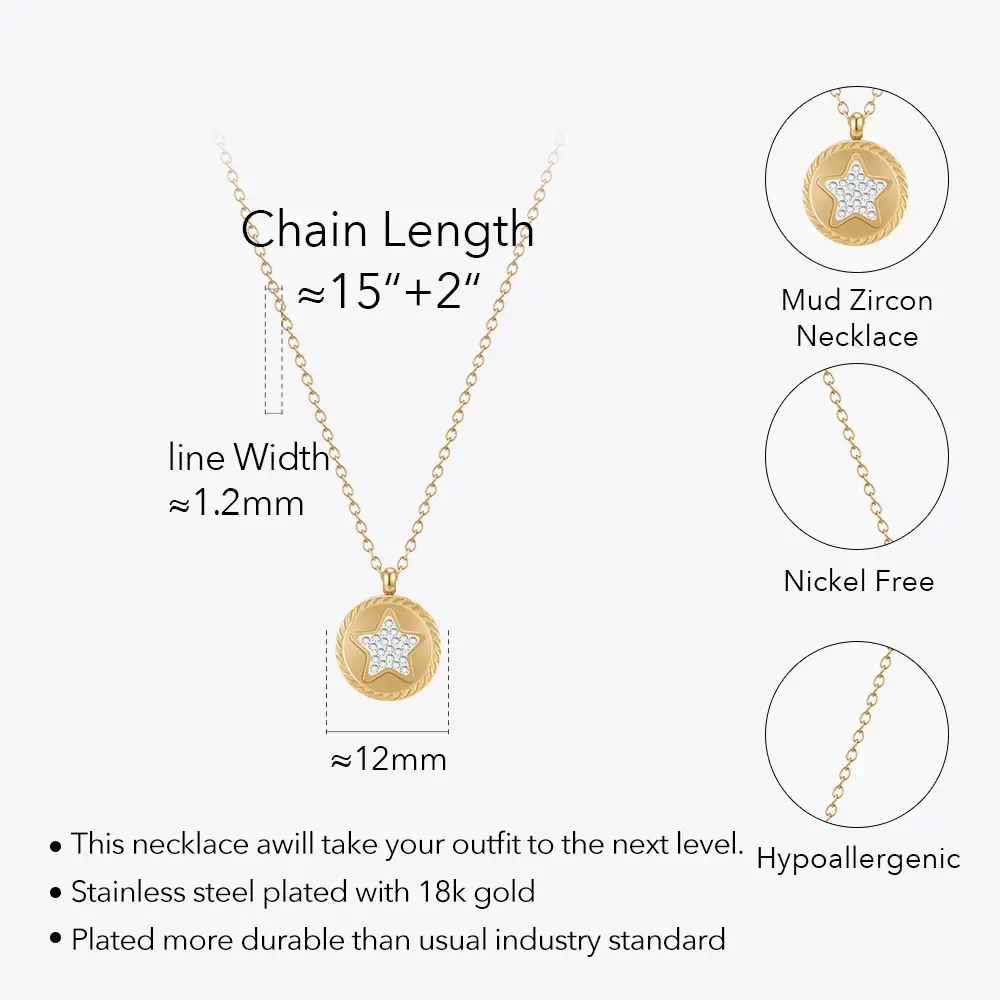 Chain Length
≈15“+2“
line Width
≈1.2mm
≈12mm
Mud Zircon
Necklace
Nickel Free
Hypoallergenic
• This necklace awill take your outfit to the next level.
• Stainless steel plated with 18k gold
• Plated more durable than usual industry standard